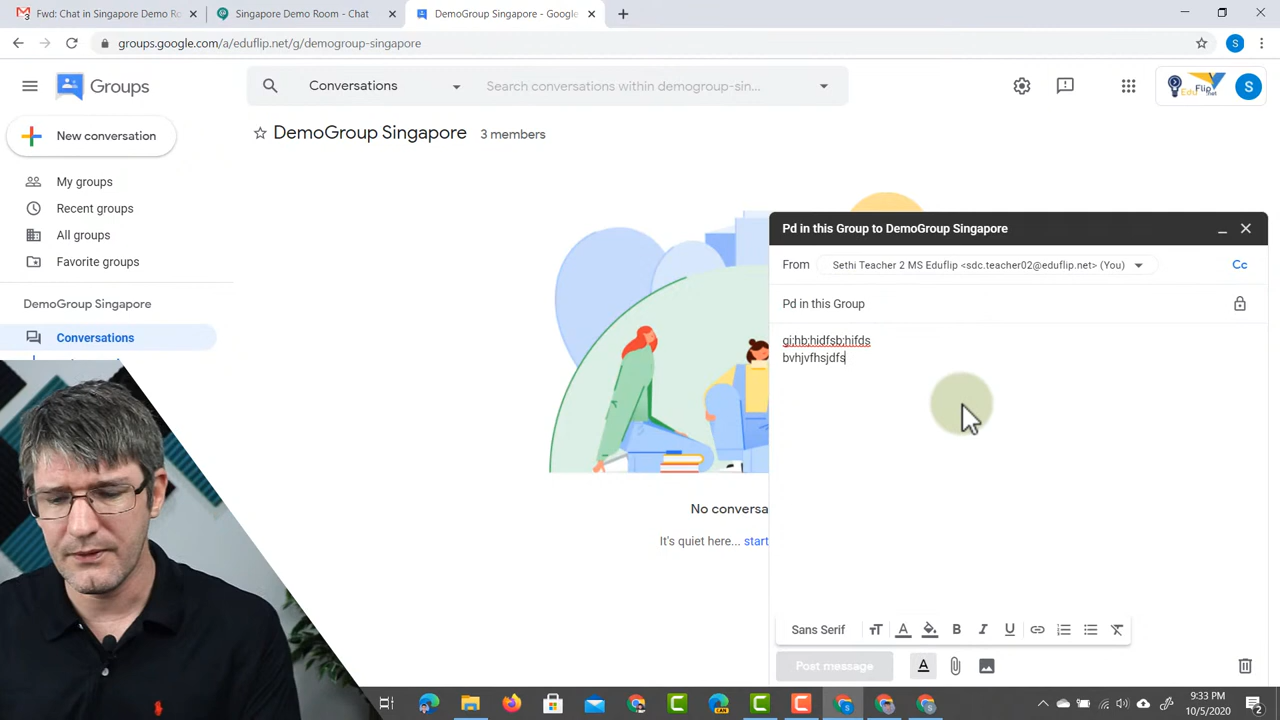 Fwd: Chat in Singapore Demo Ro
Singapore Demo Room - Chat
DemoGroup Singapore - Google
groups.google.com/a/eduflip.net/g/demogroup-singapore
S
Groups
Conversations
Search conversations within demogroup-sin...
EduFlip.net
S
New conversation
DemoGroup Singapore
3 members
My groups
Recent groups
All groups
Favorite groups
DemoGroup Singapore
Conversations
Pd in this Group to DemoGroup Singapore
From
Sethi Teacher 2 MS Eduflip <sdc.teacher02@eduflip.net> (You)
Cc
Pd in this Group
gi;hb;hidfsb;hifds
bvhjvfhsjdfs
No conversa
It's quiet here... start
Sans Serif
Post message
9:33 PM
10/5/2020